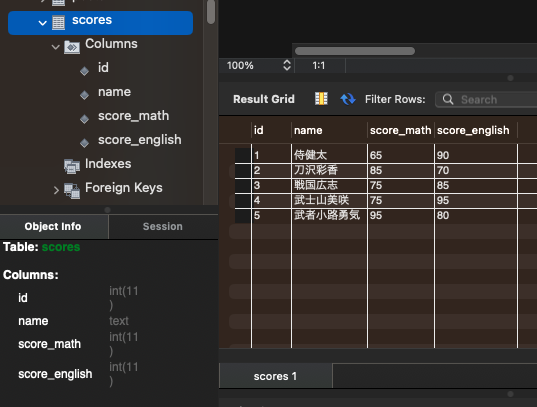 scores
Columns
id
name
score_math
score_english
Indexes
Foreign Keys
Object Info Session
Table: scores
Columns:
id int(11
)
name text
score_math int(11
)
score_english int(11
)
100% 1:1
Result Grid Filter Rows: Search
id name score_math score_english
1 侍健太 65 90
2 刀沢彩香 85 70
3 戦国広志 75 85
4 武士山美咲 75 95
5 武者小路勇気 95 80
scores 1